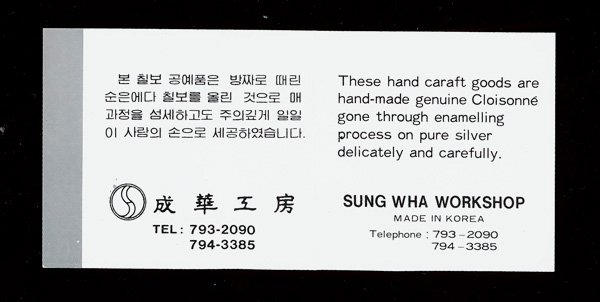 본 칠보 공예품은 방짜로 때린
순은에다 칠보를 올린 것으로 매
과정을 섬세하고도 주의깊게 일일
이 사람의 손으로 세공하였습니다.
成華工房
TEL: 793-2090
794-3385
These hand caraft goods are
hand-made genuine Cloisonné
gone through enamelling
process on pure silver
delicately and carefully.
SUNG WHA WORKSHOP
MADE IN KOREA
Telephone : 793-2090
794-3385